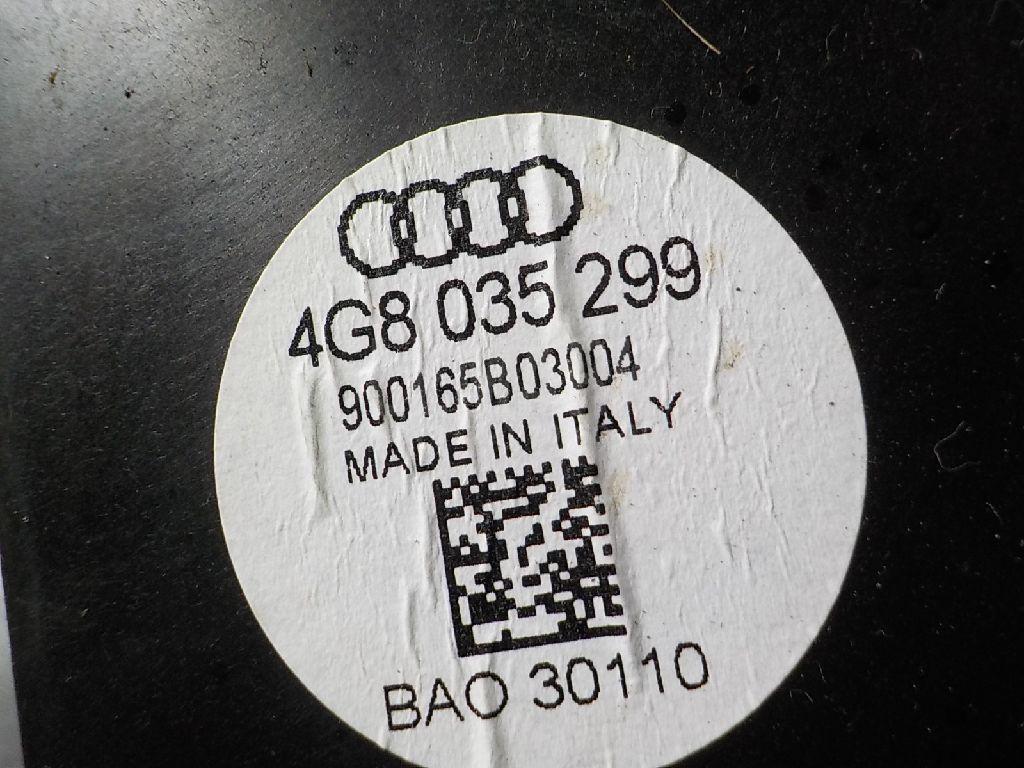 4G8 035 299
900165B03004
MADE IN ITALY
BAO 30110